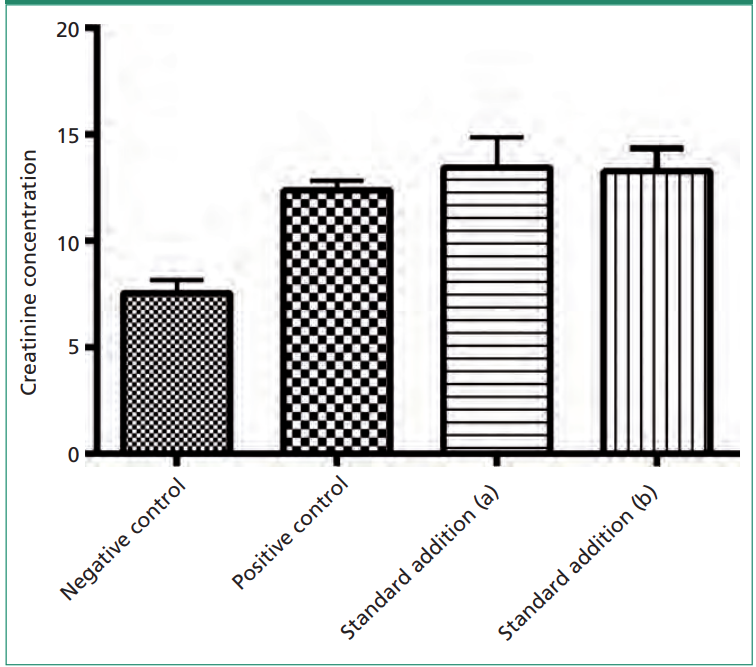 20
15
10
5
0
Creatinine concentration
Negative control
Positive control
Standard addition (a)
Standard addition (b)